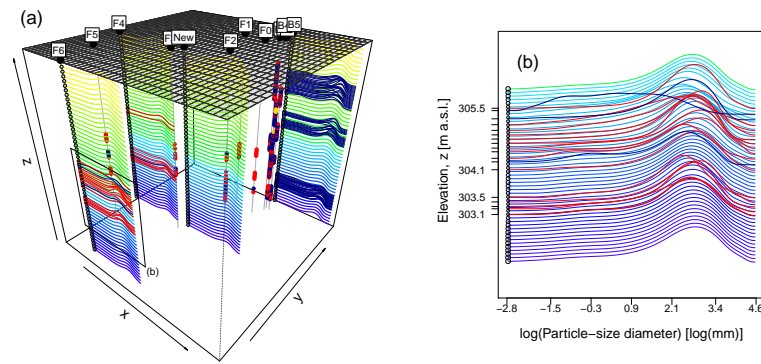 (a)
F4
F1
F5
F New
F0
B4 B5
F6
F2
z
(b)
x
y
(b)
Elevation, z [m a.s.l.]
305.5
304.1
303.5
303.1
−2.8 −1.5 −0.3 0.9 2.1 3.4 4.6
log(Particle−size diameter) [log(mm)]